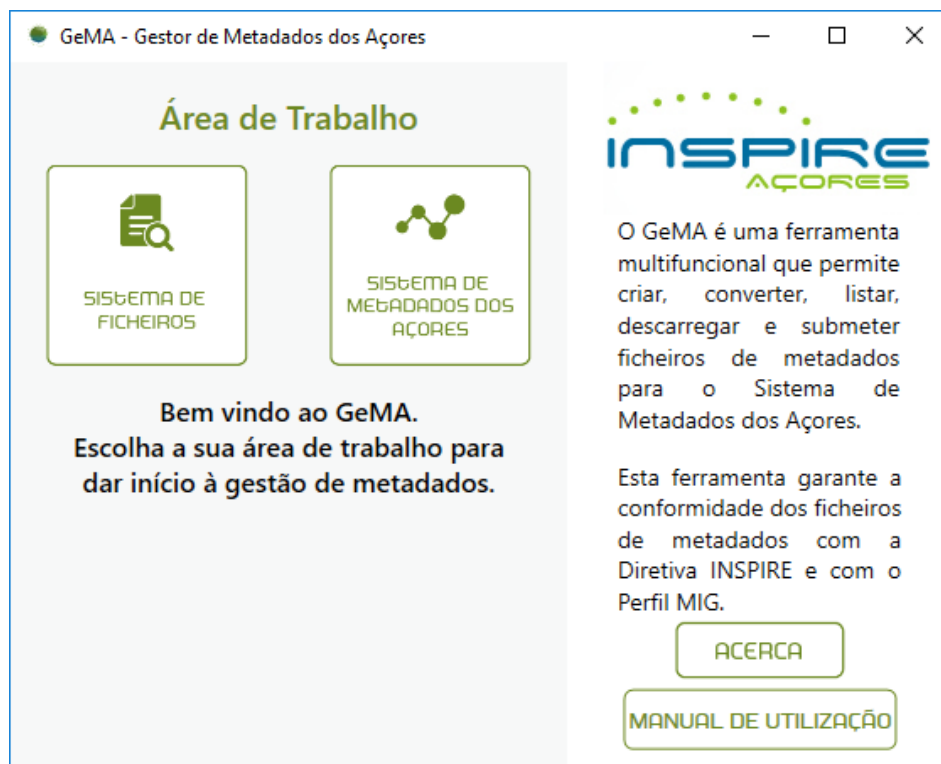 GeMA - Gestor de Metadados dos Açores
Área de Trabalho
SISTEMA DE
FICHEIROS
SISTEMA DE
METADADOS DOS
AÇORES
Bem vindo ao GeMA.
Escolha a sua área de trabalho para
dar início à gestão de metadados.
INSPIRE
AÇORES
O GeMA é uma ferramenta
multifuncional que permite
criar, converter, listar,
descarregar e submeter
ficheiros de metadados
para o Sistema de
Metadados dos Açores.
Esta ferramenta garante a
conformidade dos ficheiros
de metadados com a
Diretiva INSPIRE e com o
Perfil MIG.
ACERCA
MANUAL DE UTILIZAÇÃO